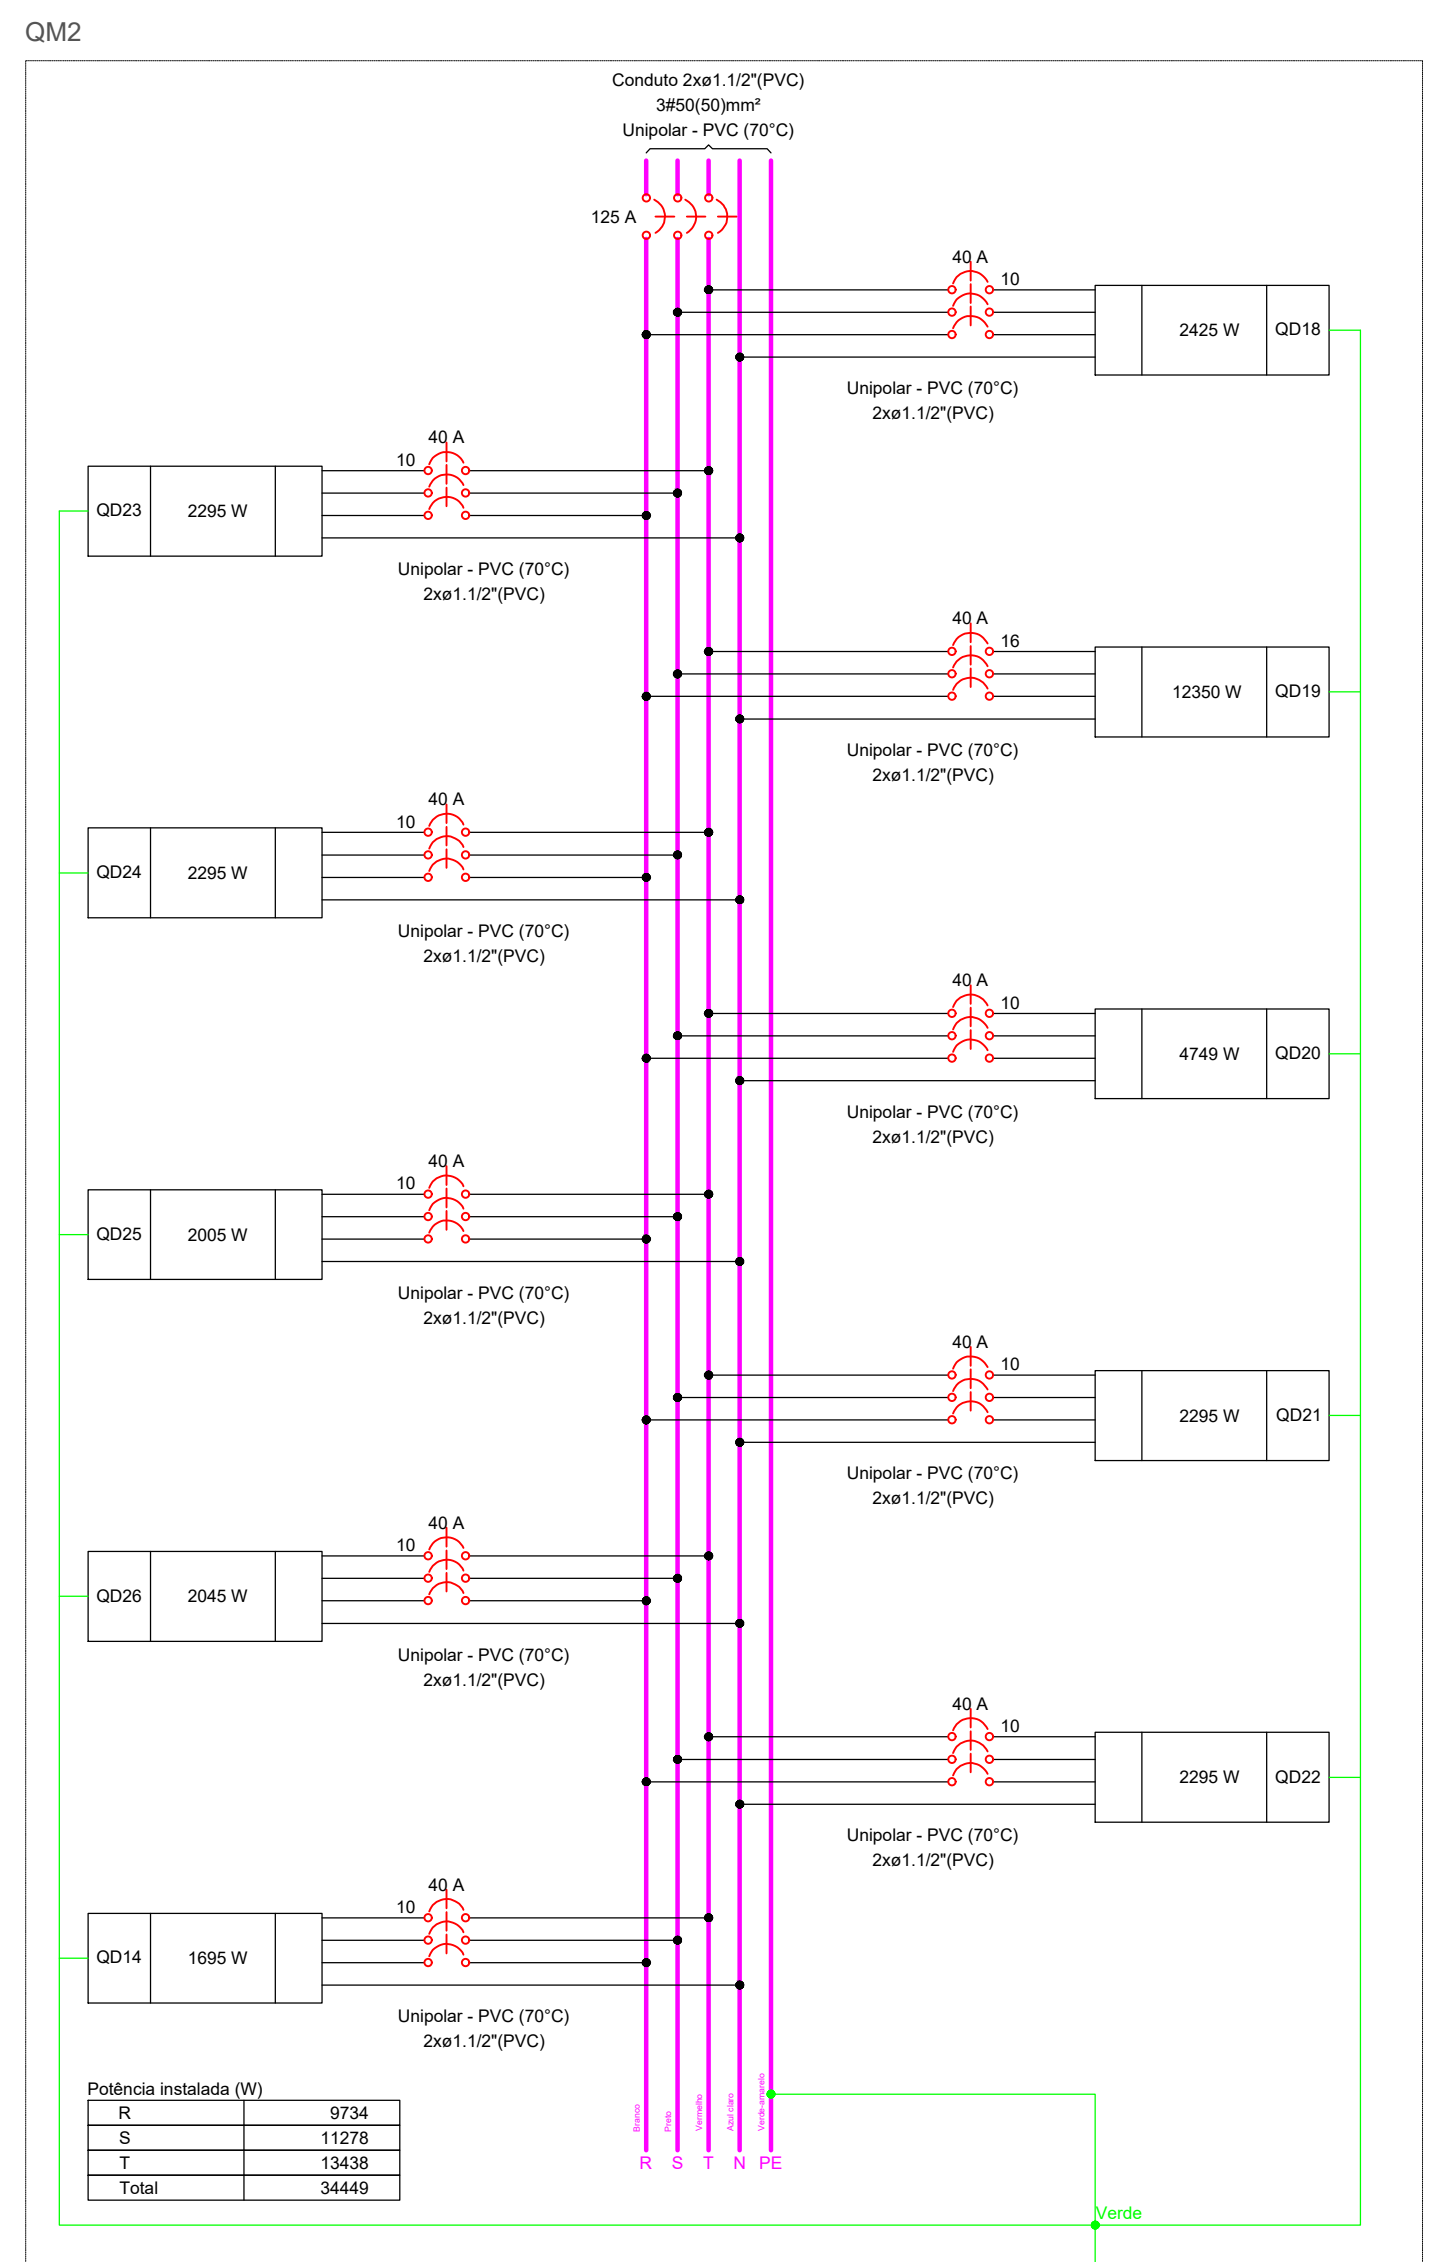 QM2
Conduto 2xø1.1/2"(PVC)
3#50(50)mm²
Unipolar - PVC (70°C)
125 A
40 A
10
2425 W
QD18
Unipolar - PVC (70°C)
2xø1.1/2"(PVC)
40 A
10
QD23
2295 W
Unipolar - PVC (70°C)
2xø1.1/2"(PVC)
40 A
16
12350 W
QD19
Unipolar - PVC (70°C)
2xø1.1/2"(PVC)
40 A
10
QD24
2295 W
Unipolar - PVC (70°C)
2xø1.1/2"(PVC)
40 A
10
4749 W
QD20
Unipolar - PVC (70°C)
2xø1.1/2"(PVC)
40 A
10
QD25
2005 W
Unipolar - PVC (70°C)
2xø1.1/2"(PVC)
40 A
10
2295 W
QD21
Unipolar - PVC (70°C)
2xø1.1/2"(PVC)
40 A
10
QD26
2045 W
Unipolar - PVC (70°C)
2xø1.1/2"(PVC)
40 A
10
2295 W
QD22
Unipolar - PVC (70°C)
2xø1.1/2"(PVC)
40 A
10
QD14
1695 W
Unipolar - PVC (70°C)
2xø1.1/2"(PVC)
Potência instalada (W)
R 9734
S 11278
T 13438
Total 34449
Branco
Preto
Vermelho
Azul claro
Verde-amarelo
R S T N PE
Verde